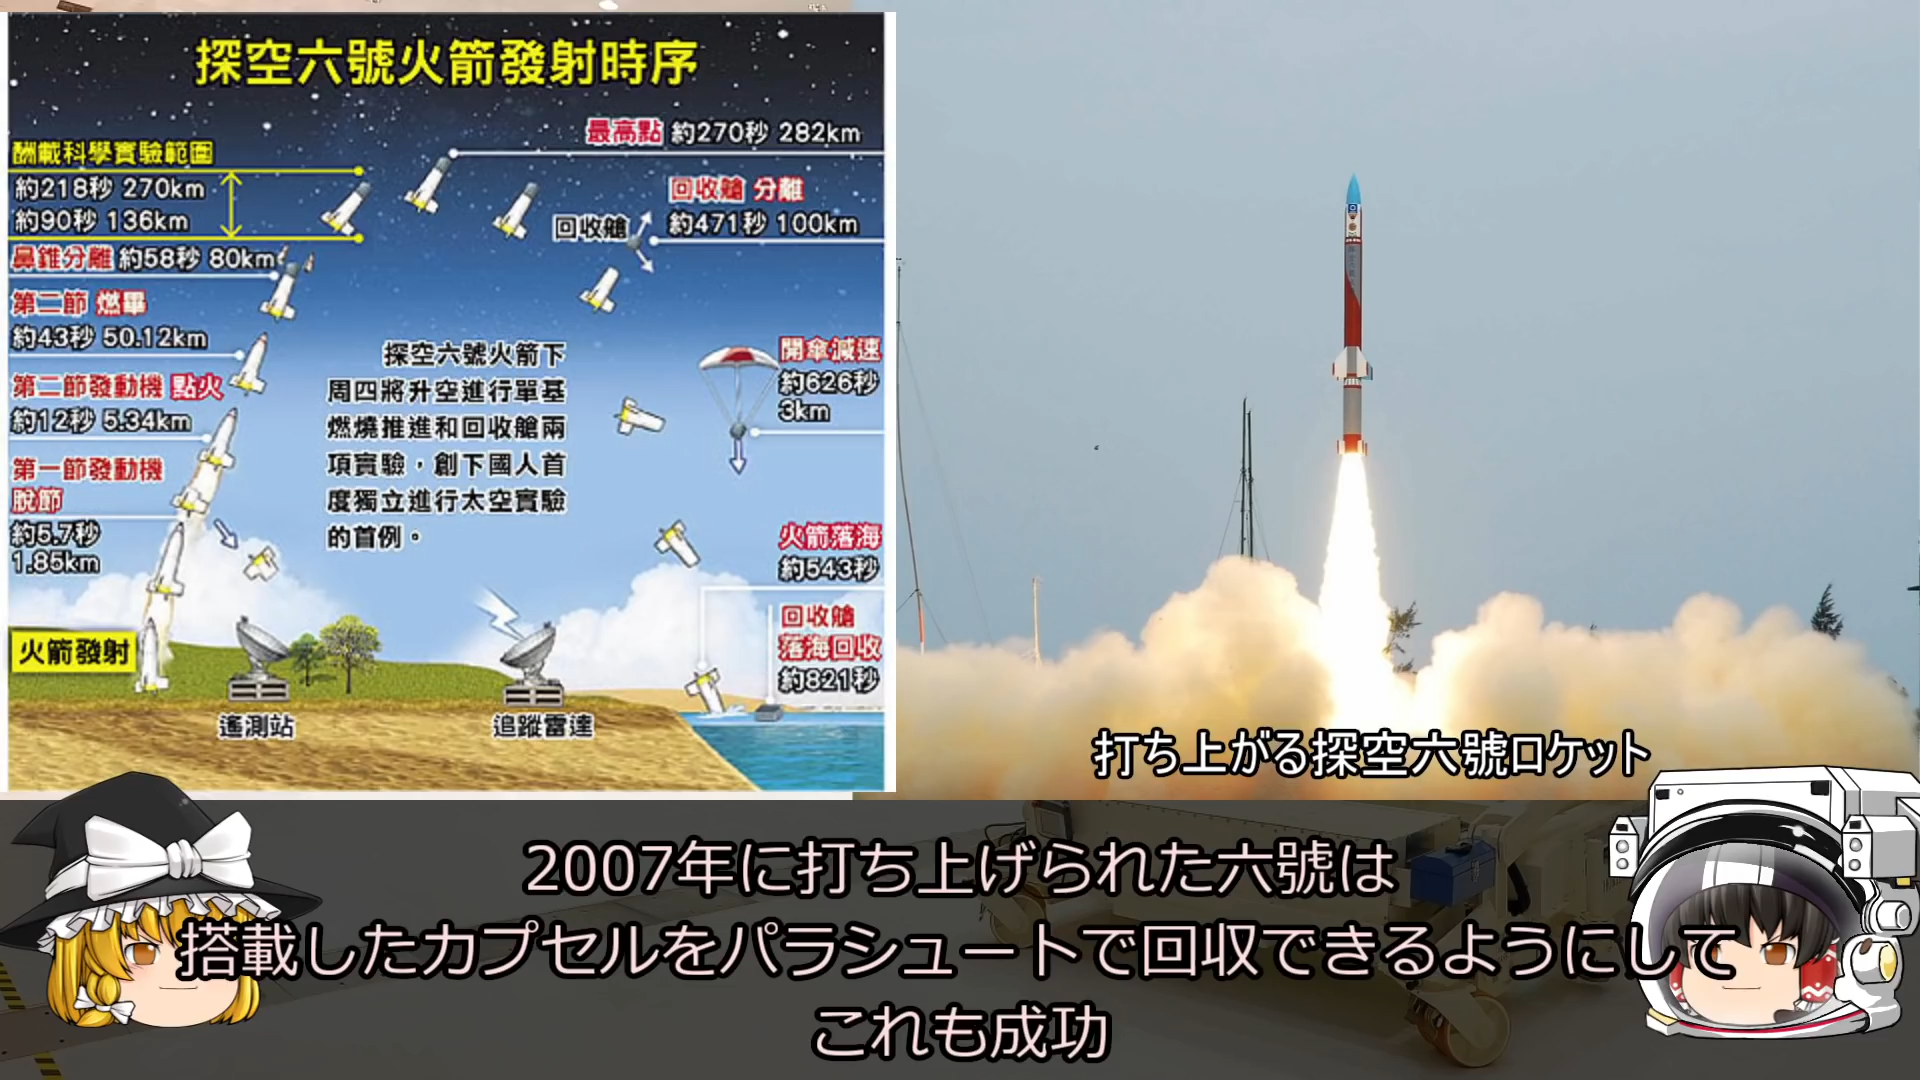 探空六號火箭發射時序
最高點 約270秒 282km
酬載科學實驗範圍
約218秒 270km
約90秒 136km
鼻錐分離 約58秒 80km
第二節 燃畢
約43秒 50.12km
第二節發動機 點火
約12秒 5.34km
第一節發動機
脫節
約5.7秒
1.85km
火箭發射
回收艙
回收艙 分離
約471秒 100km
探空六號火箭下
周四將升空進行單基
燃燒推進和回收艙兩
項實驗，創下國人首
度獨立進行太空實驗
的首例。
開傘減速
約626秒
3km
火箭落海
約543秒
回收艙
落海回收
約821秒
遙測站
追蹤雷達
打ち上がる探空六號ロケット
2007年に打ち上げられた六號は
搭載したカプセルをパラシュートで回収できるようにして
これも成功